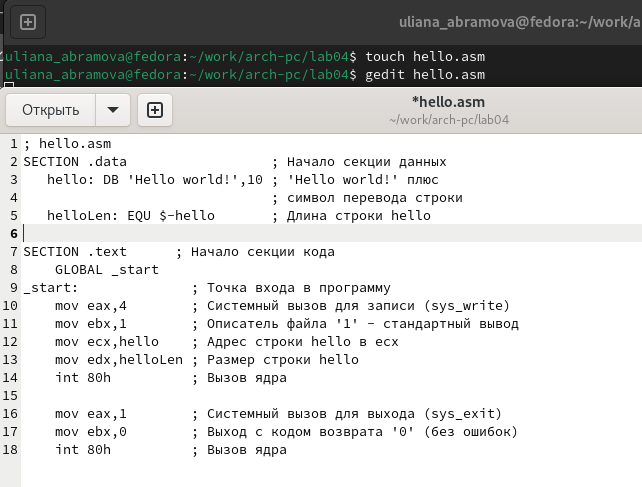 uliana_abramova@fedora:~/work/a
uliana_abramova@fedora:~/work/arch-pc/lab04$ touch hello.asm
uliana_abramova@fedora:~/work/arch-pc/lab04$ gedit hello.asm
Открыть
*hello.asm
~/work/arch-pc/lab04
1 ; hello.asm
2 SECTION .data                  ; Начало секции данных
3    hello: DB 'Hello world!',10 ; 'Hello world!' плюс
4                                ; символ перевода строки
5    helloLen: EQU $-hello       ; Длина строки hello
6
7 SECTION .text      ; Начало секции кода
8     GLOBAL _start
9 _start:              ; Точка входа в программу
10     mov eax,4        ; Системный вызов для записи (sys_write)
11     mov ebx,1        ; Описатель файла '1' - стандартный вывод
12     mov ecx,hello    ; Адрес строки hello в ecx
13     mov edx,helloLen ; Размер строки hello
14     int 80h          ; Вызов ядра
15
16     mov eax,1        ; Системный вызов для выхода (sys_exit)
17     mov ebx,0        ; Выход с кодом возврата '0' (без ошибок)
18     int 80h          ; Вызов ядра